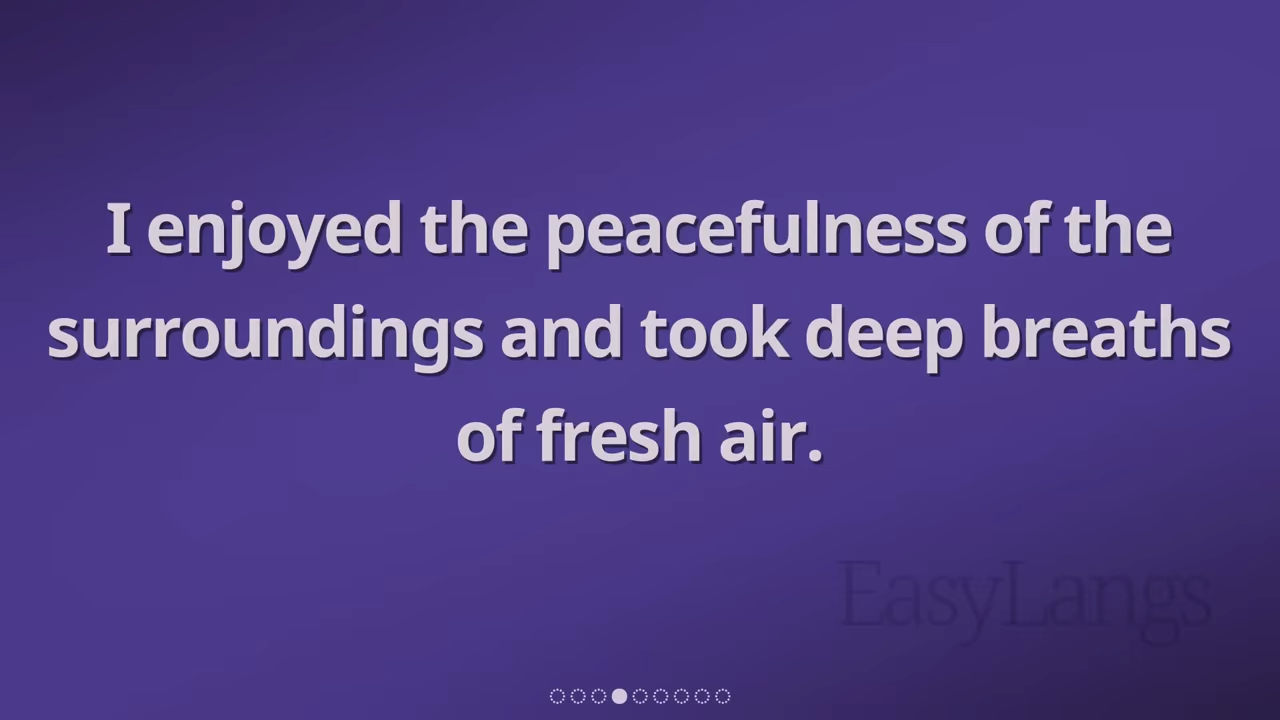 I enjoyed the peacefulness of the
surroundings and took deep breaths
of fresh air.
EasyLangs